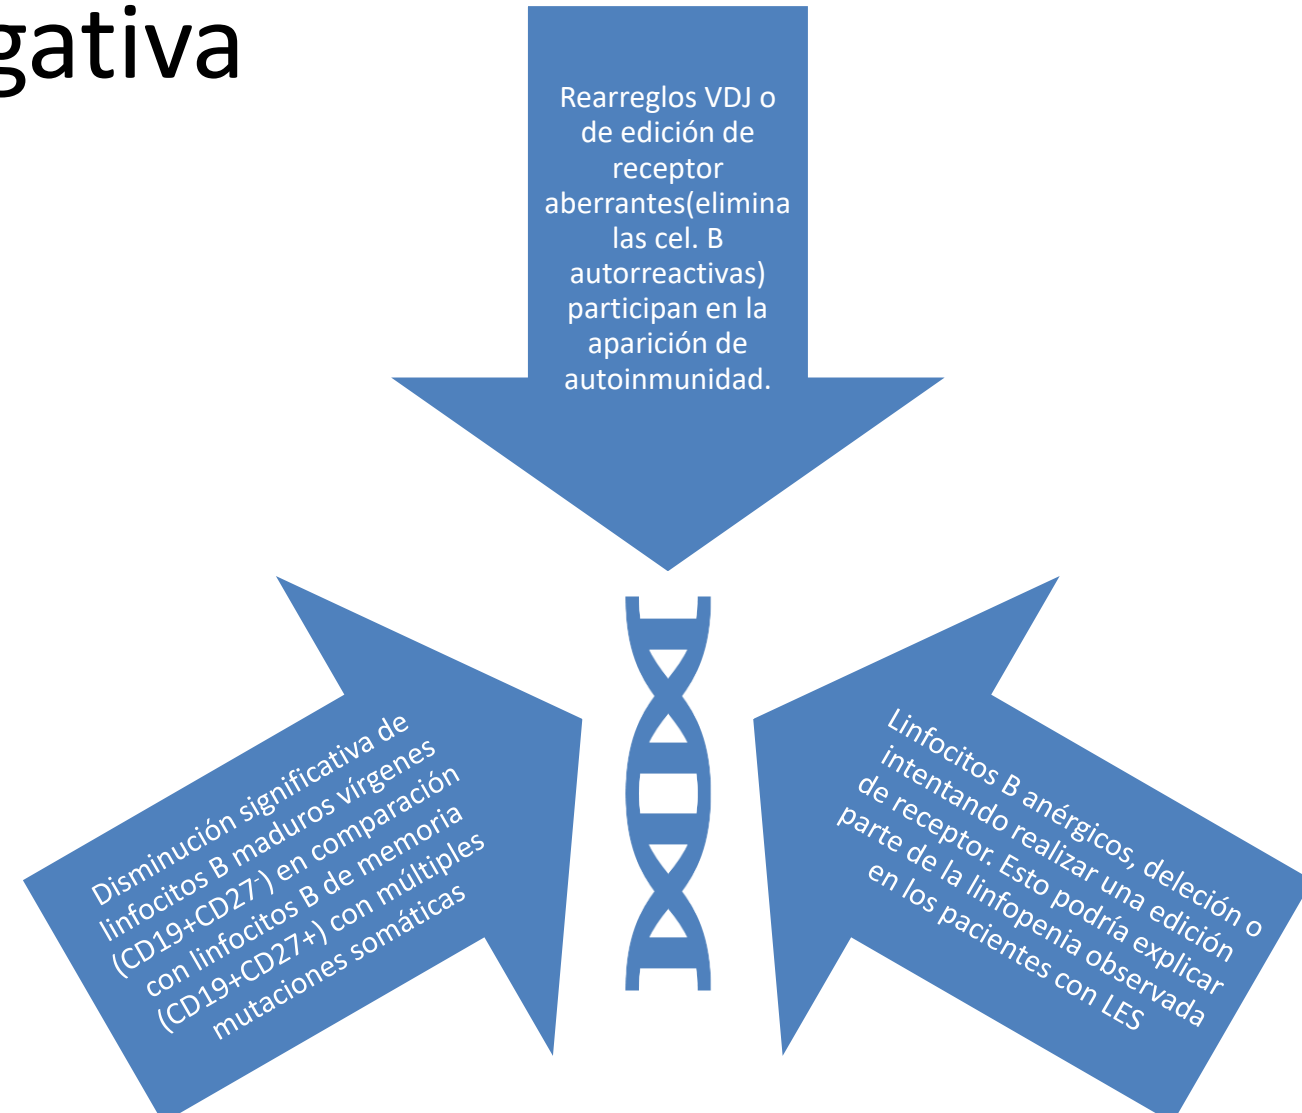 gativa
Rearreglos VDJ o
de edición de
receptor
aberrantes(elimina
las cel. B
autorreactivas)
participan en la
aparición de
autoinmunidad.
Disminución significativa de
linfocitos B maduros vírgenes
(CD19+CD27⁻) en comparación
con linfocitos B de memoria
(CD19+CD27+) con múltiples
mutaciones somáticas
Linfocitos B anérgicos, deleción o
intentando realizar una edición
de receptor. Esto podría explicar
parte de la linfopenia observada
en los pacientes con LES